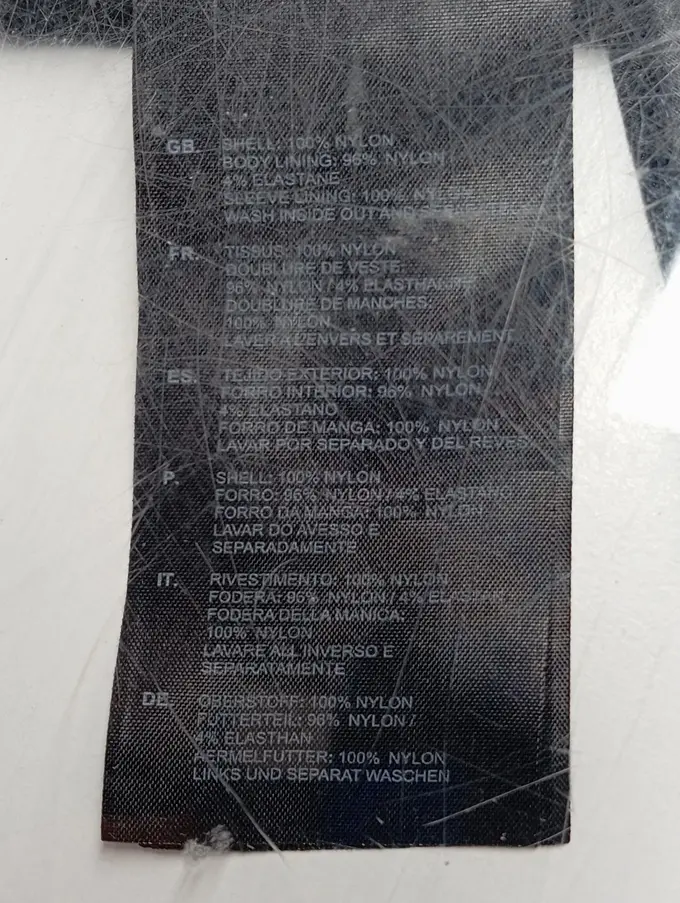 GB. SHELL: 100% NYLON
BODY LINING: 96% NYLON /
4% ELASTANE
SLEEVE LINING: 100% NYLON
WASH INSIDE OUT AND
FR. TISSUS: 100% NYLON
DOUBLURE DE VESTE:
96% NYLON / 4% ELASTHANNE
DOUBLURE DE MANCHES:
100% NYLON
LAVER A L'ENVERS ET SEPAREMENT
ES. TEJIDO EXTERIOR: 100% NYLON
FORRO INTERIOR: 96% NYLON
4% ELASTANO
FORRO DE MANGA: 100% NYLON
LAVAR POR SEPARADO Y DEL REVES
P. SHELL: 100% NYLON
FORRO: 96% NYLON / 4% ELASTANO
FORRO DA MANGA: 100% NYLON
LAVAR DO AVESSO E
SEPARADAMENTE
IT. RIVESTIMENTO: 100% NYLON
FODERA: 96% NYLON / 4% ELASTAN
FODERA DELLA MANICA:
100% NYLON
LAVARE ALL INVERSO E
SEPARATAMENTE
DE. OBERSTOFF: 100% NYLON
FUTTERTEIL: 96% NYLON /
4% ELASTHAN
AERMELFUTTER: 100% NYLON
LINKS UND SEPARAT WASCHEN